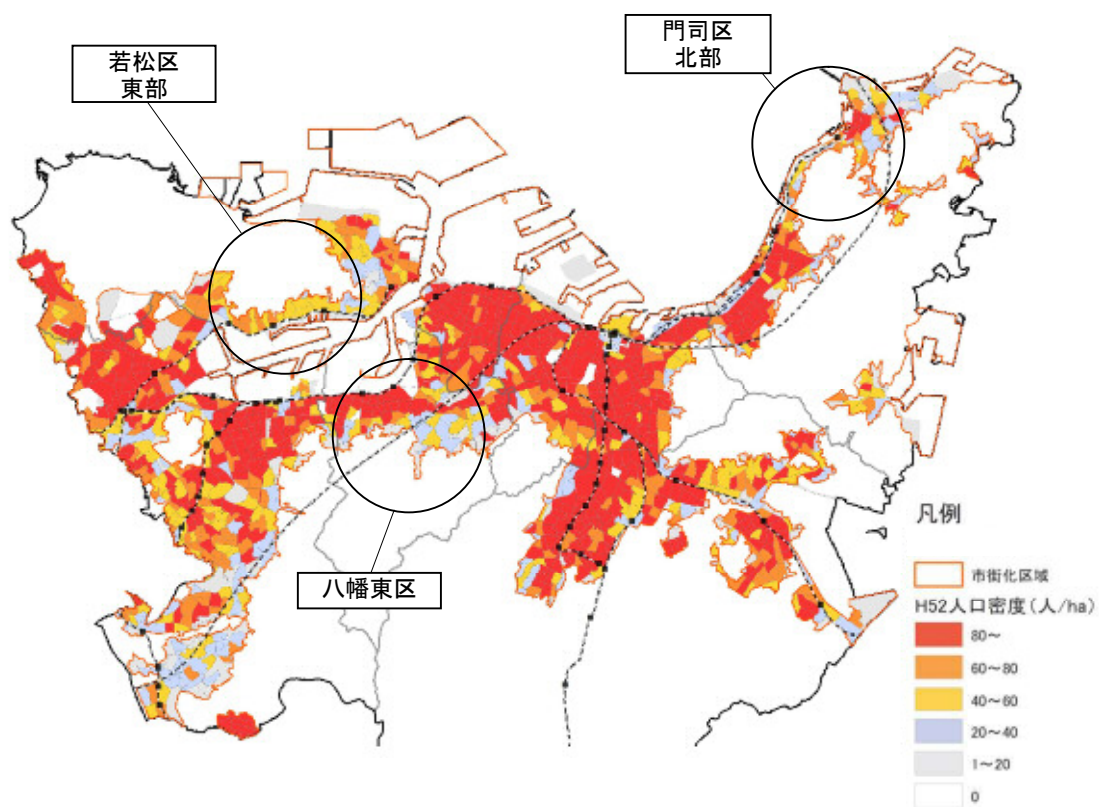 若松区
東部
門司区
北部
八幡東区
凡例
市街化区域
H52人口密度(人/ha)
80～
60～80
40～60
20～40
1～20
0